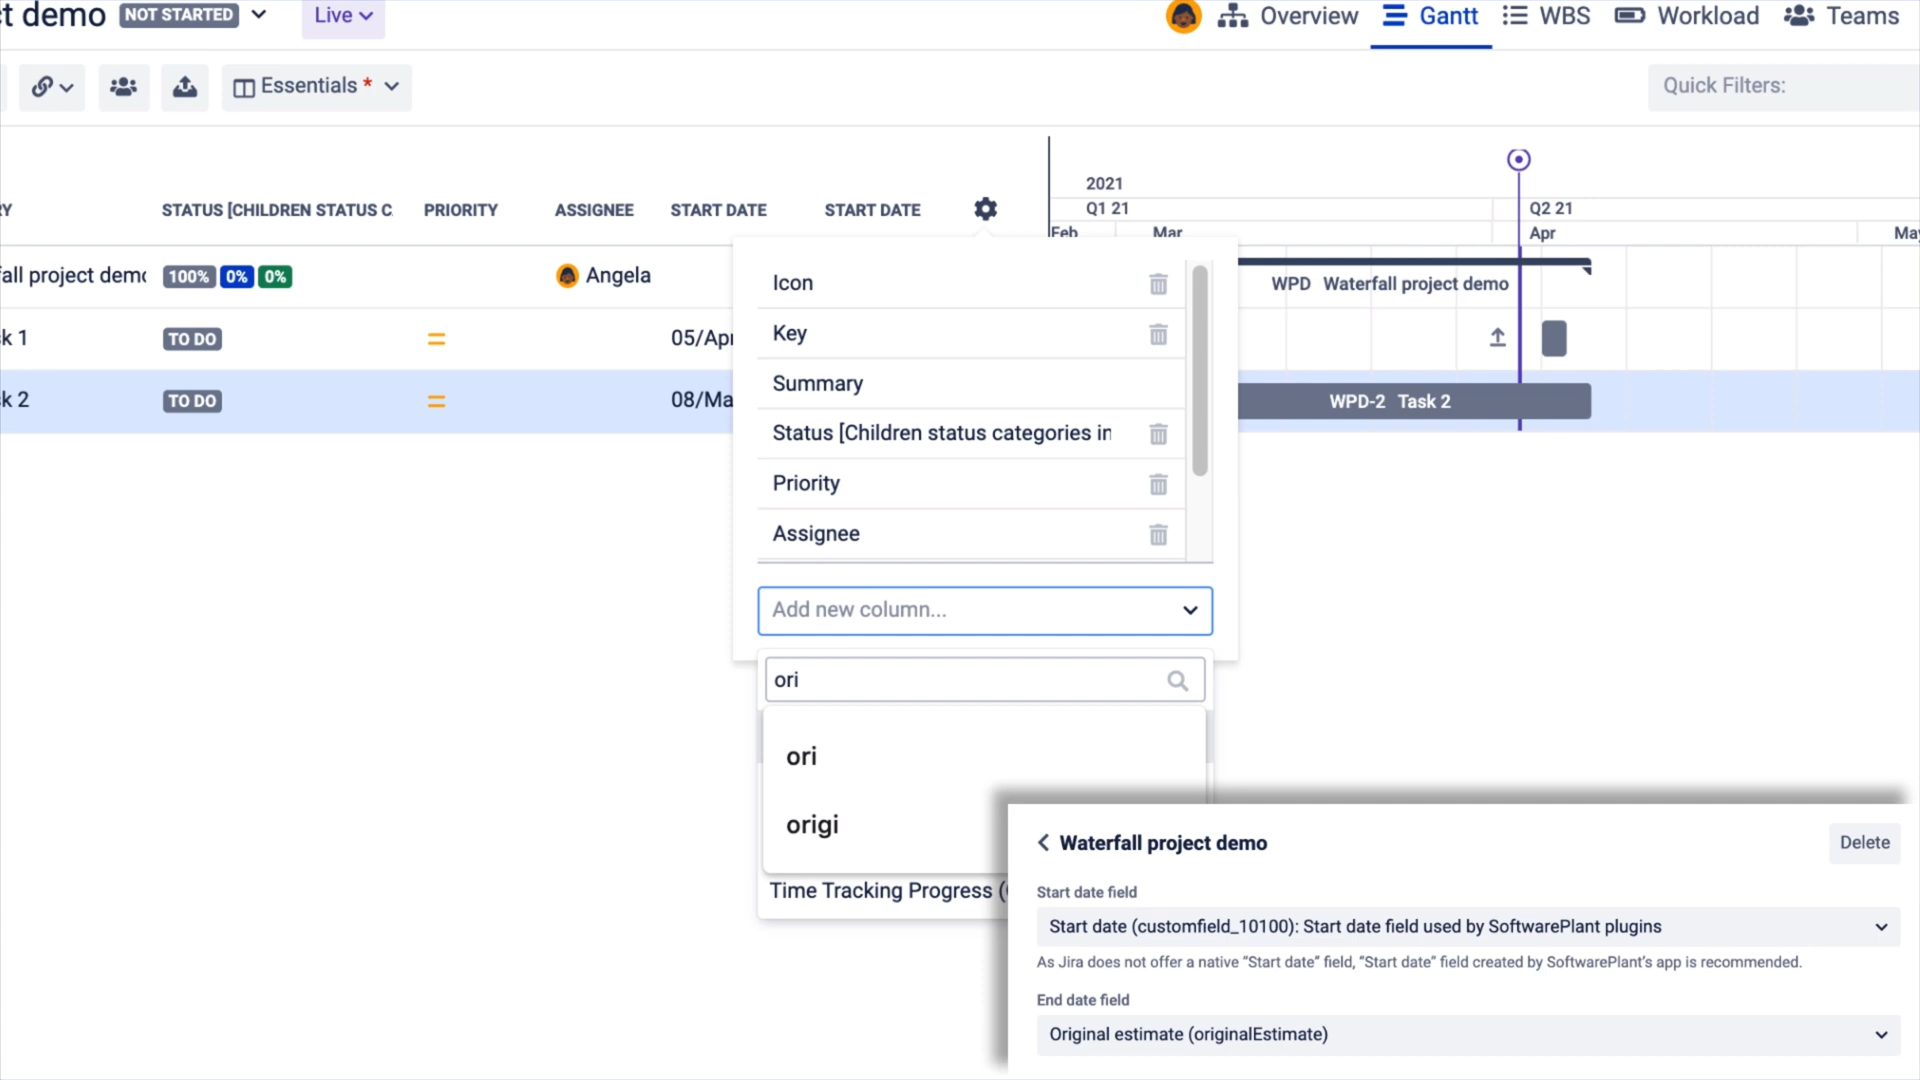 ct demo NOT STARTED Live Overview Gantt WBS Workload Teams
Essentials * Quick Filters:
2021
RY STATUS [CHILDREN STATUS C. PRIORITY ASSIGNEE START DATE START DATE Q1 21 Q2 21
Feb Mar Apr May
fall project demo 100% 0% 0% Angela WPD Waterfall project demo
sk 1 TO DO 05/Apr
sk 2 TO DO 08/Ma WPD-2 Task 2
Icon
Key
Summary
Status [Children status categories in
Priority
Assignee
Add new column...
ori
ori
origi
Time Tracking Progress (
Waterfall project demo Delete
Start date field
Start date (customfield_10100): Start date field used by SoftwarePlant plugins
As Jira does not offer a native "Start date" field, "Start date" field created by SoftwarePlant's app is recommended.
End date field
Original estimate (originalEstimate)